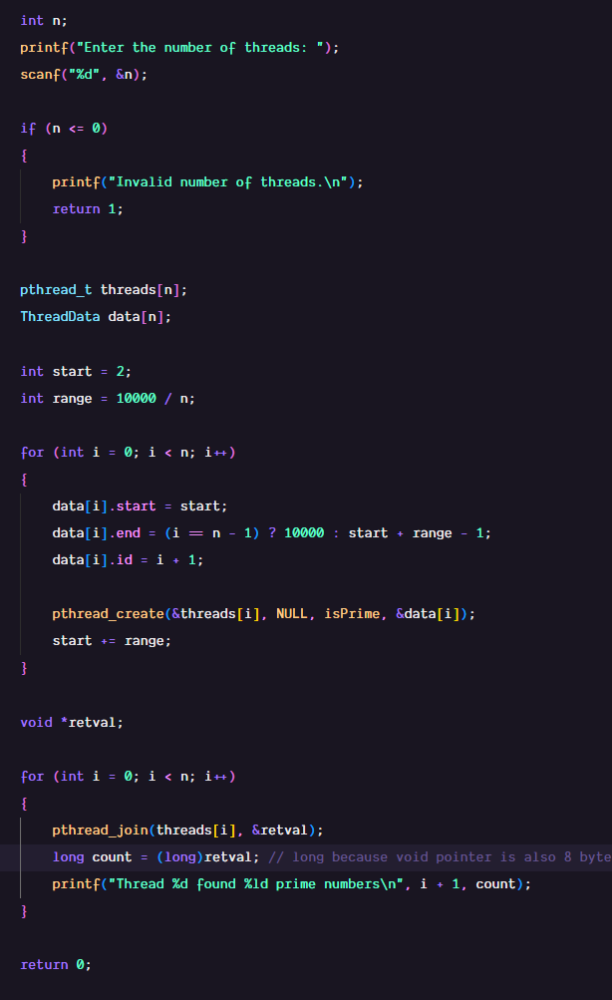 int n;
printf("Enter the number of threads: ");
scanf("%d", &n);
if (n <= 0)
{
printf("Invalid number of threads.\n");
return 1;
}
pthread_t threads[n];
ThreadData data[n];
int start = 2;
int range = 10000 / n;
for (int i = 0; i < n; i++)
{
data[i].start = start;
data[i].end = (i == n - 1) ? 10000 : start + range - 1;
data[i].id = i + 1;
pthread_create(&threads[i], NULL, isPrime, &data[i]);
start += range;
}
void *retval;
for (int i = 0; i < n; i++)
{
pthread_join(threads[i], &retval);
long count = (long)retval; // long because void pointer is also 8 byte
printf("Thread %d found %ld prime numbers\n", i + 1, count);
}
return 0;